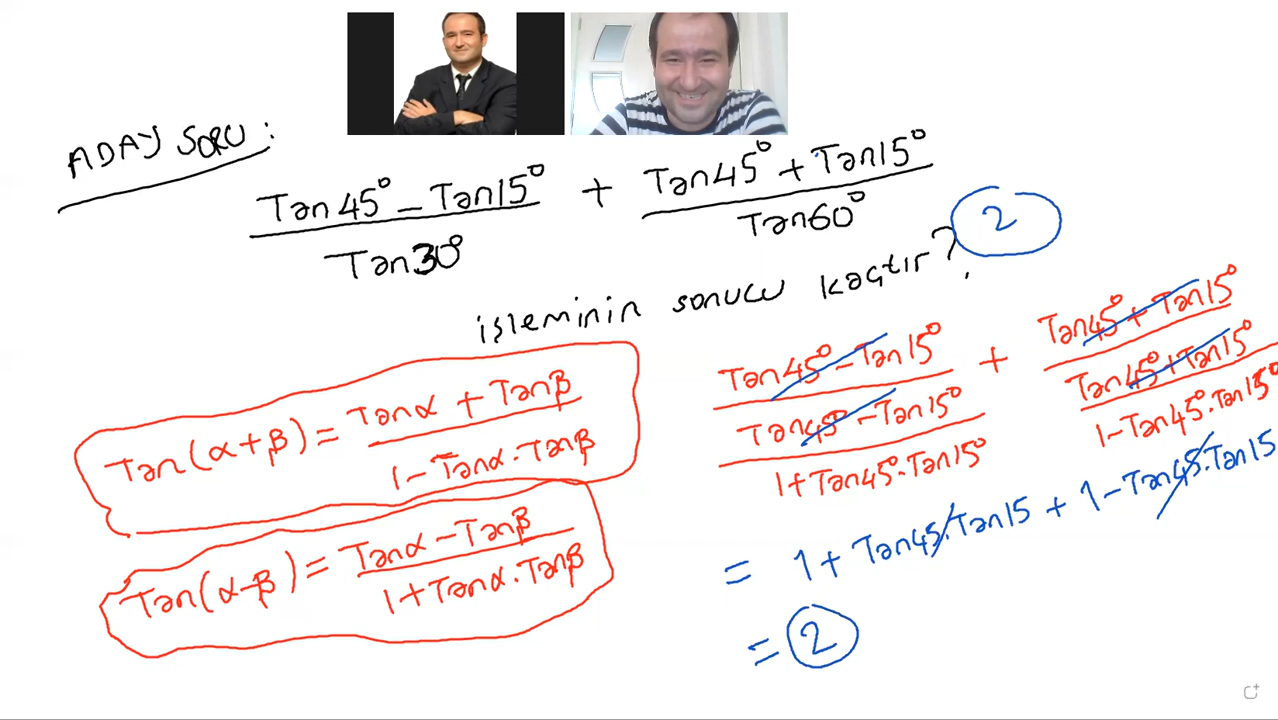 ADAY SORU :
Tan45° - Tan15° / Tan30° + Tan45° + Tan15° / Tan60°
işleminin sonucu kaçtır? 2
Tan(α+β) = Tanα + Tanβ / 1-Tanα.Tanβ
Tan(α-β) = Tanα - Tanβ / 1+Tanα.Tanβ
Tan45° - Tan15° / Tan45° - Tan15° / 1+Tan45°.Tan15° + Tan45° + Tan15° / Tan45° + Tan15° / 1-Tan45°.Tan15°
= 1 + Tan45.Tan15 + 1 - Tan45.Tan15
= 2